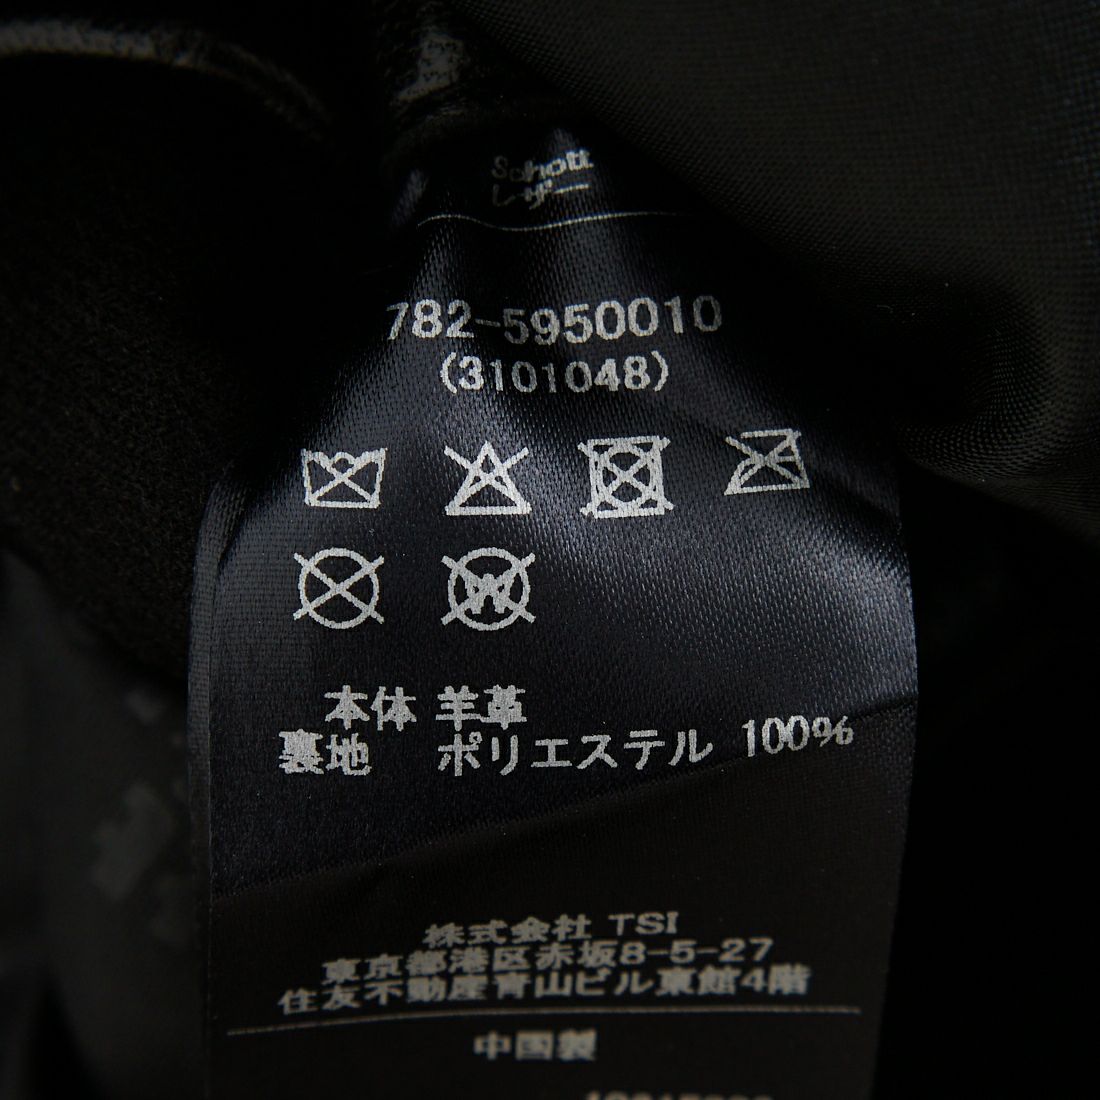 Schott
レザー
782-5950010
(3101048)
本体 羊革
裏地 ポリエステル 100%
株式会社 TSI
東京都港区赤坂8-5-27
住友不動産青山ビル東館4階
中国製